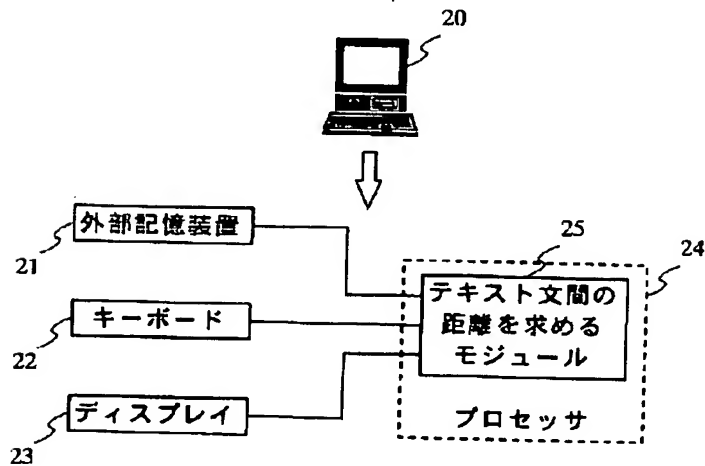 20
外部記憶装置
21
25
24
テキスト文間の
距離を求める
モジュール
キーボード
22
プロセッサ
ディスプレイ
23